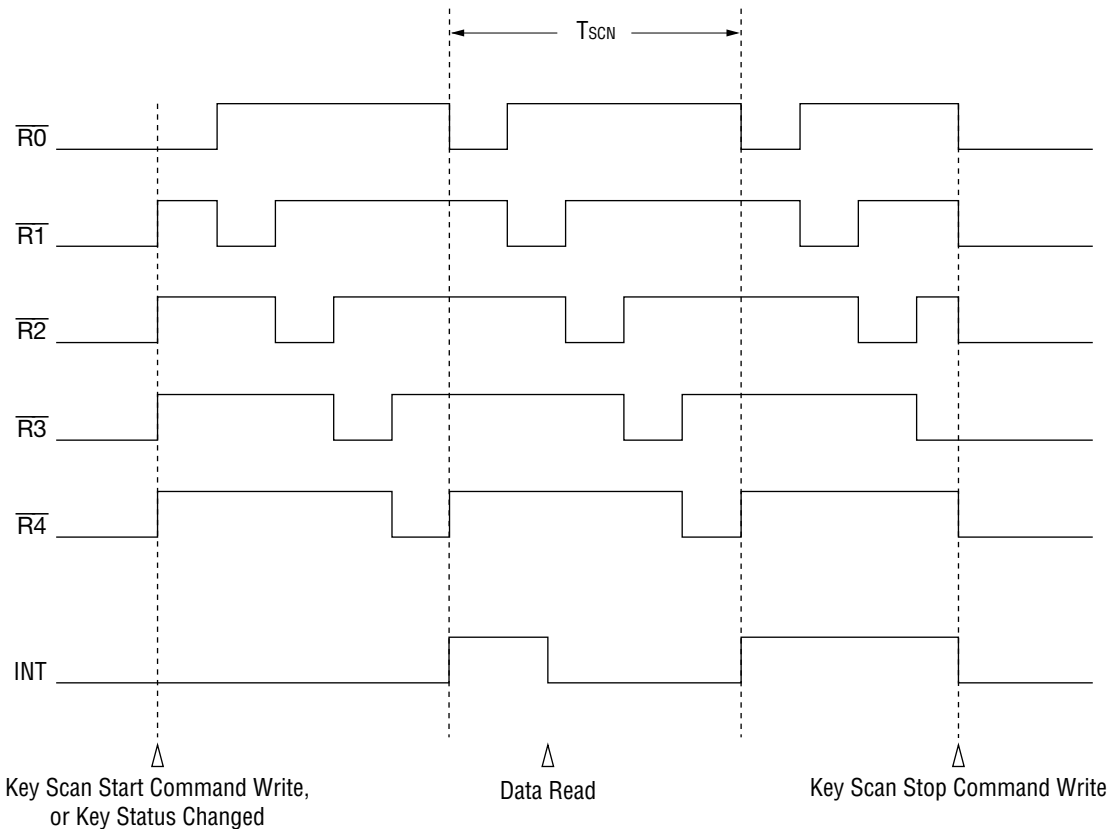 TSCN
R0
R1
R2
R3
R4
INT
Key Scan Start Command Write,
or Key Status Changed
Data Read
Key Scan Stop Command Write